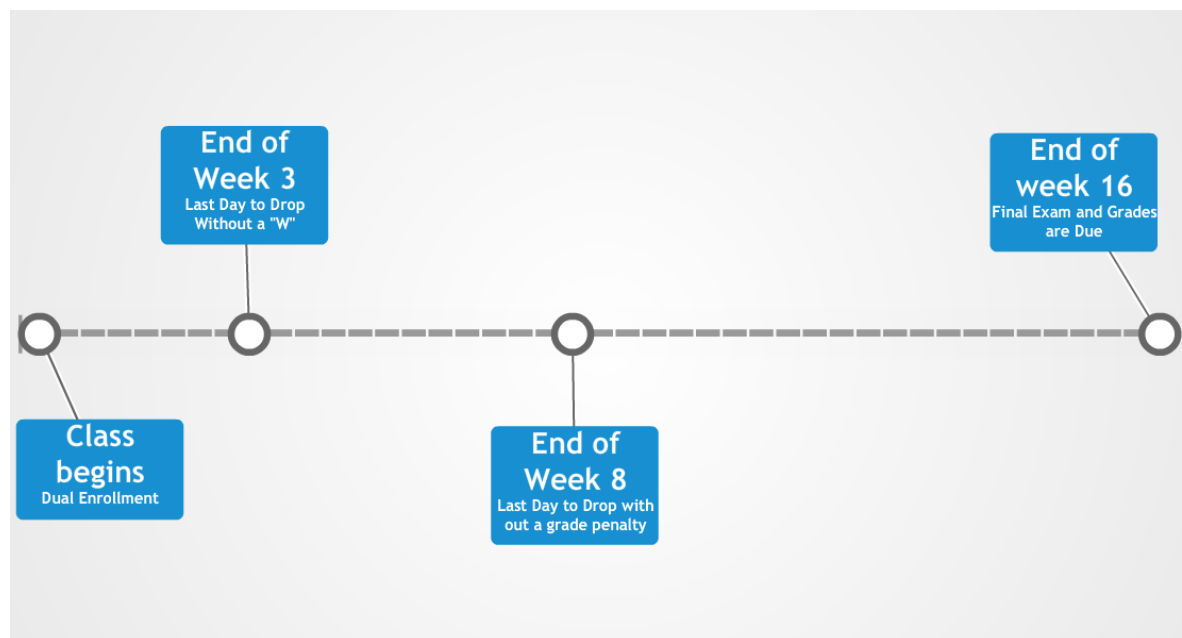 Class
begins
Dual Enrollment
End of
Week 3
Last Day to Drop
Without a "W"
End of
Week 8
Last Day to Drop with
out a grade penalty
End of
week 16
Final Exam and Grades
are Due